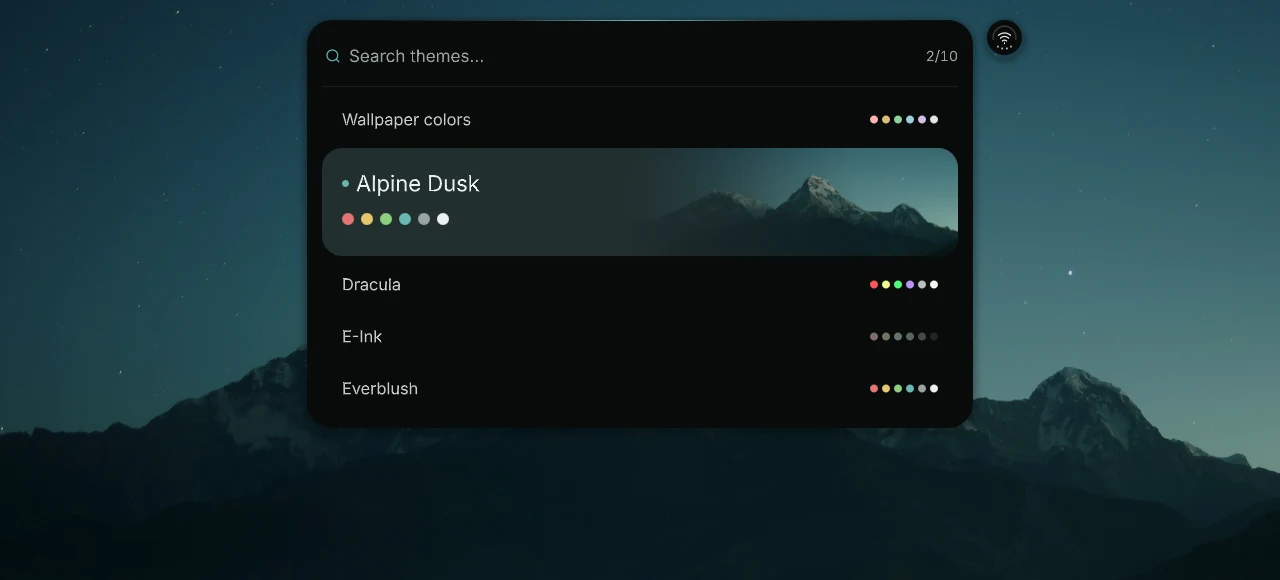 Search themes...
2/10
Wallpaper colors
Alpine Dusk
Dracula
E-Ink
Everblush